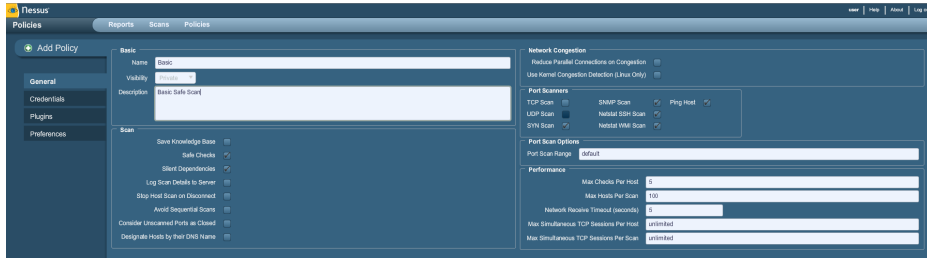 nessus
user | Help | About | Log o
Policies
Reports Scans Policies
Add Policy
General
Credentials
Plugins
Preferences
Basic
Name Basic
Visibility Private
Description Basic Safe Scan
Scan
Save Knowledge Base
Safe Checks
Silent Dependencies
Log Scan Details to Server
Stop Host Scan on Disconnect
Avoid Sequential Scans
Consider Unscanned Ports as Closed
Designate Hosts by their DNS Name
Network Congestion
Reduce Parallel Connections on Congestion
Use Kernel Congestion Detection (Linux Only)
Port Scanners
TCP Scan SNMP Scan Ping Host
UDP Scan Netstat SSH Scan
SYN Scan Netstat WMI Scan
Port Scan Options
Port Scan Range default
Performance
Max Checks Per Host 5
Max Hosts Per Scan 100
Network Receive Timeout (seconds) 5
Max Simultaneous TCP Sessions Per Host unlimited
Max Simultaneous TCP Sessions Per Scan unlimited